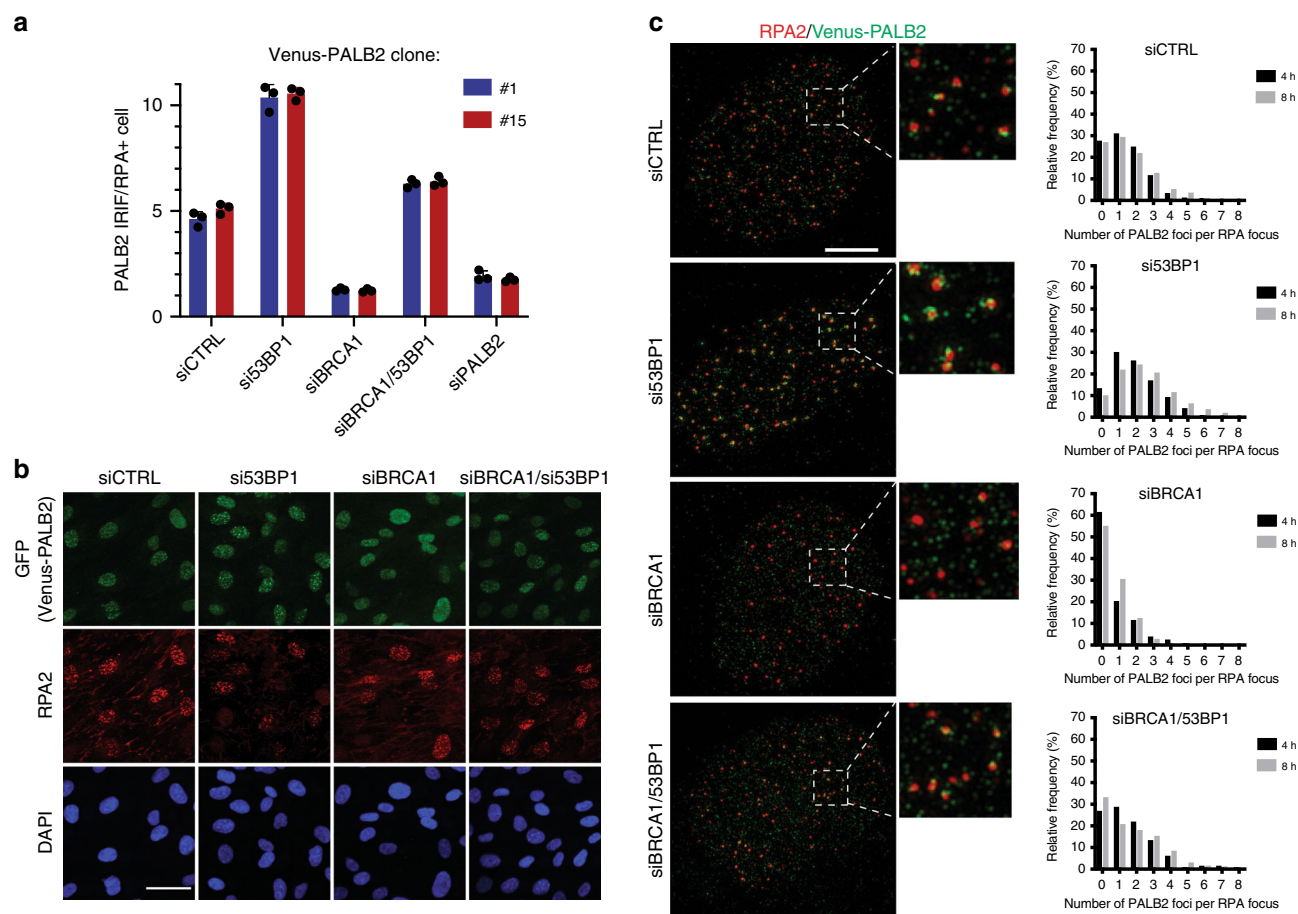 a
Venus-PALB2 clone:
#1
#15
PALB2 IRIF/RPA+ cell
10
5
0
siCTRL
si53BP1
siBRCA1
siBRCA1/53BP1
siPALB2
b
siCTRL
si53BP1
siBRCA1
siBRCA1/si53BP1
GFP
(Venus-PALB2)
RPA2
DAPI
c
RPA2/Venus-PALB2
siCTRL
si53BP1
siBRCA1
siBRCA1/53BP1
siCTRL
4 h
8 h
Relative frequency (%)
70
60
50
40
30
20
10
0
0 1 2 3 4 5 6 7 8
Number of PALB2 foci per RPA focus
si53BP1
4 h
8 h
Relative frequency (%)
70
60
50
40
30
20
10
0
0 1 2 3 4 5 6 7 8
Number of PALB2 foci per RPA focus
siBRCA1
4 h
8 h
Relative frequency (%)
70
60
50
40
30
20
10
0
0 1 2 3 4 5 6 7 8
Number of PALB2 foci per RPA focus
siBRCA1/53BP1
4 h
8 h
Relative frequency (%)
70
60
50
40
30
20
10
0
0 1 2 3 4 5 6 7 8
Number of PALB2 foci per RPA focus